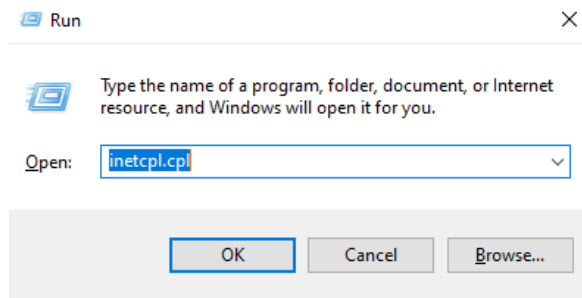 Run
Type the name of a program, folder, document, or Internet
resource, and Windows will open it for you.
Open: inetcpl.cpl
OK Cancel Browse...